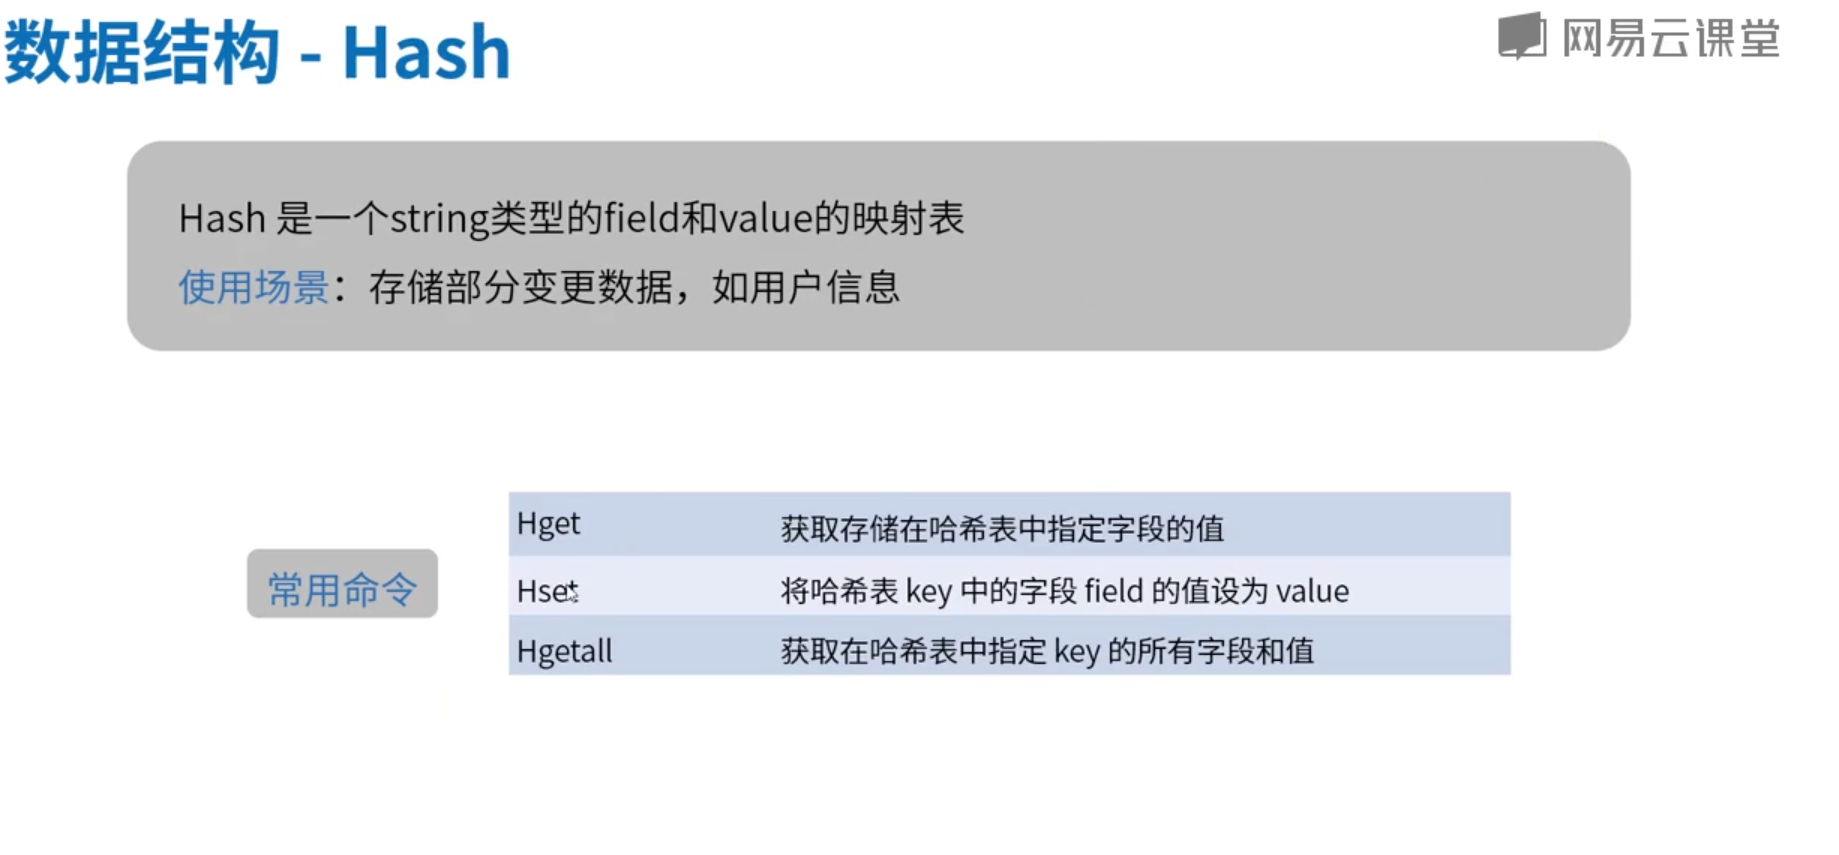 数据结构 - Hash
网易云课堂
Hash 是一个string类型的field和value的映射表
使用场景：存储部分变更数据，如用户信息
常用命令
Hget 获取存储在哈希表中指定字段的值
Hset 将哈希表 key 中的字段 field 的值设为 value
Hgetall 获取在哈希表中指定 key 的所有字段和值